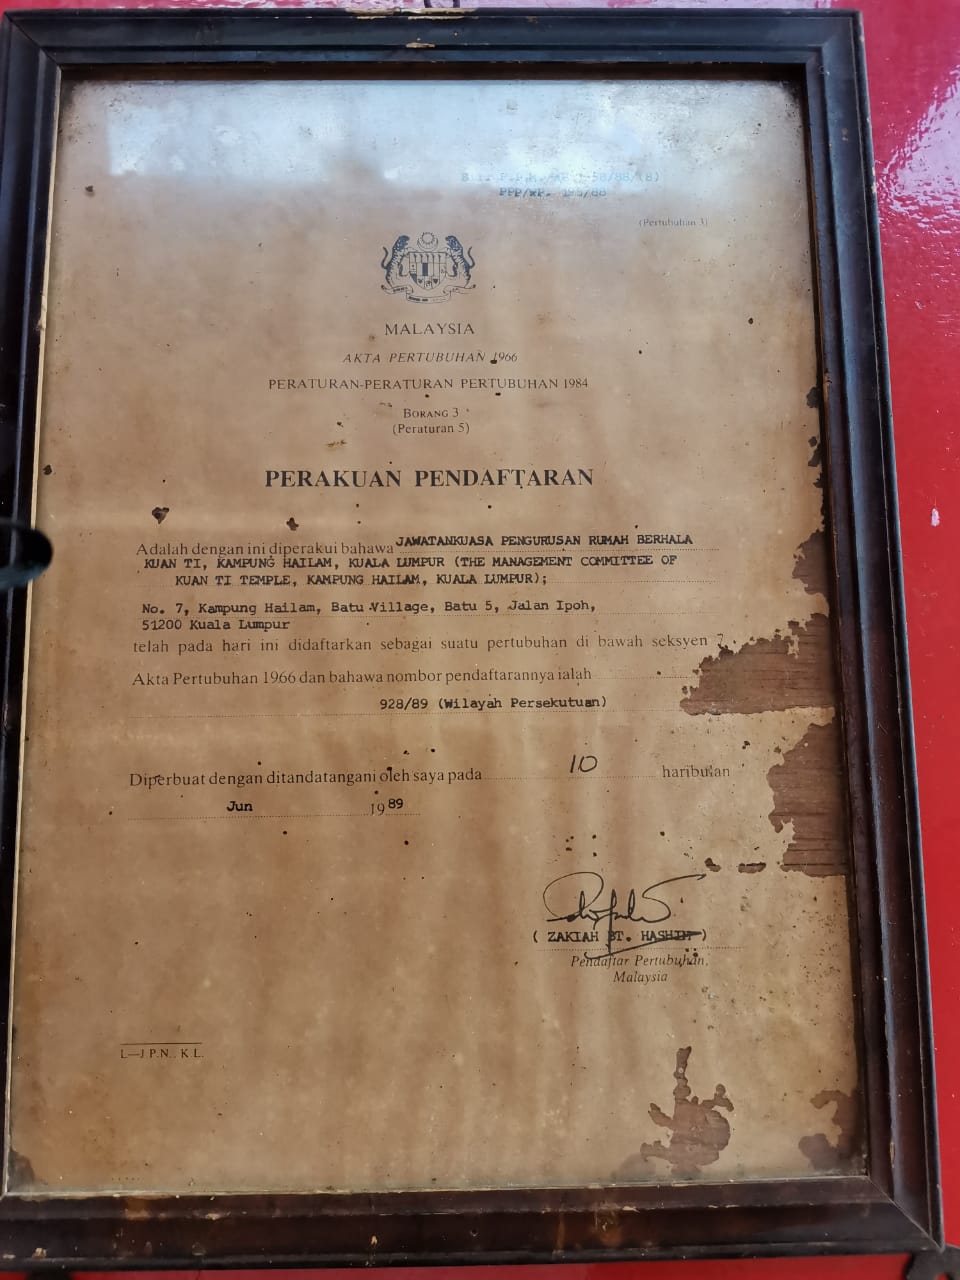 PPP/WP. 195/88
(Pertubuhan 3)
MALAYSIA
AKTA PERTUBUHAN 1966
PERATURAN-PERATURAN PERTUBUHAN 1984
BORANG 3
(Peraturan 5)
PERAKUAN PENDAFTARAN
Adalah dengan ini diperakui bahawa JAWATANKUASA PENGURUSAN RUMAH BERHALA
KUAN TI, KAMPUNG HAILAM, KUALA LUMPUR (THE MANAGEMENT COMMITTEE OF
KUAN TI TEMPLE, KAMPUNG HAILAM, KUALA LUMPUR);
No. 7, Kampung Hailam, Batu Village, Batu 5, Jalan Ipoh,
51200 Kuala Lumpur
telah pada hari ini didaftarkan sebagai suatu pertubuhan di bawah seksyen 7
Akta Pertubuhan 1966 dan bahawa nombor pendaftarannya ialah
928/89 (Wilayah Persekutuan)
Diperbuat dengan ditandatangani oleh saya pada 10 haribulan
Jun 1989
( ZAKIAH BT. HASHIM )
Pendaftar Pertubuhan,
Malaysia
L—J.P.N., K.L.